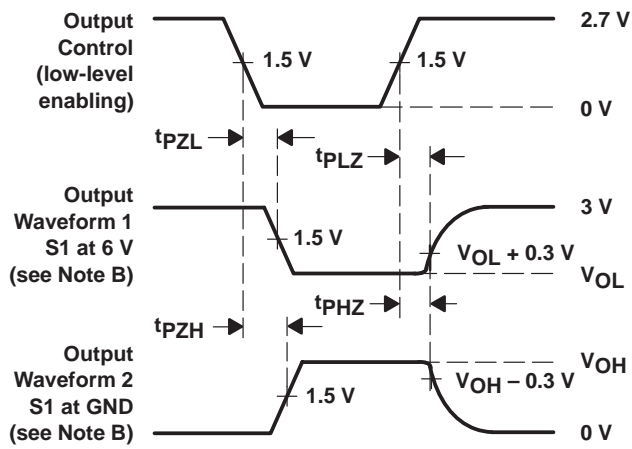 Output
Control
(low-level
enabling)
2.7 V
1.5 V
1.5 V
0 V
tPZL
tPLZ
Output
Waveform 1
S1 at 6 V
(see Note B)
3 V
1.5 V
VOL + 0.3 V
VOL
tPHZ
tPZH
Output
Waveform 2
S1 at GND
(see Note B)
VOH
VOH – 0.3 V
1.5 V
0 V